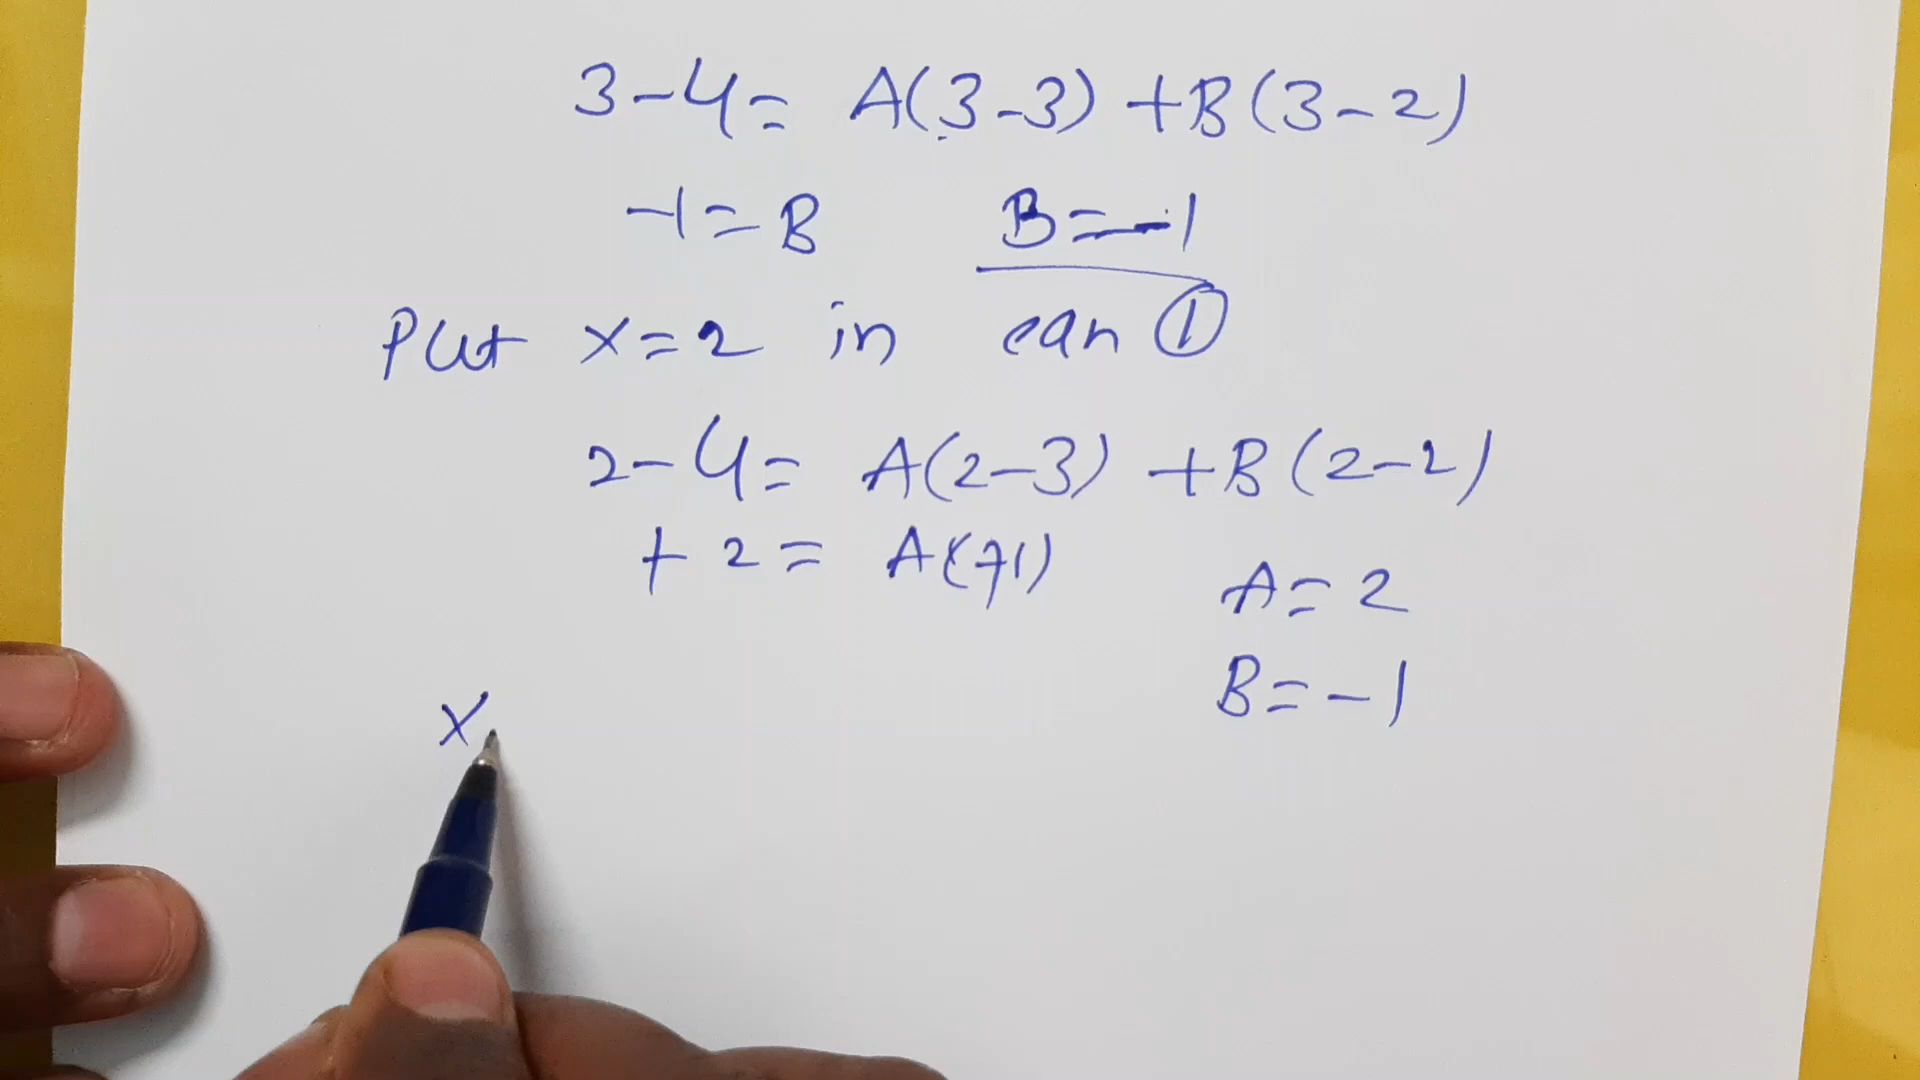 3-4= A(3-3) +B(3-2)
-1=B B=-1
Put x=2 in eqn ①
2-4= A(2-3) +B(2-2)
+2= A(+1)
A=2
B=-1
x